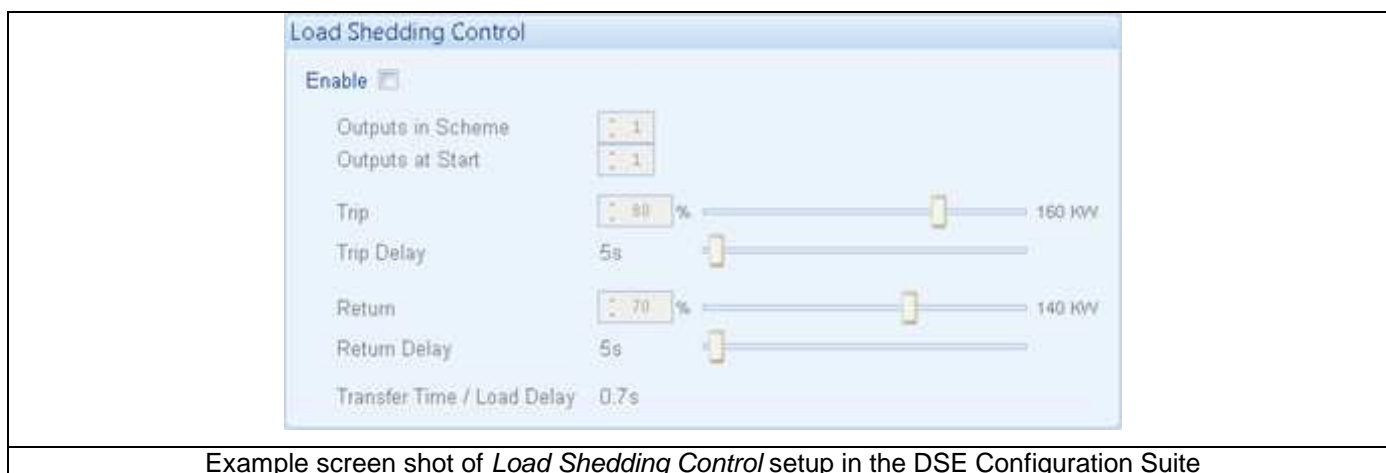 Load Shedding Control
Enable
Outputs in Scheme 1
Outputs at Start 1
Trip 80 % 160 KW
Trip Delay 5s
Return 70 % 140 KW
Return Delay 5s
Transfer Time / Load Delay 0.7s
Example screen shot of Load Shedding Control setup in the DSE Configuration Suite